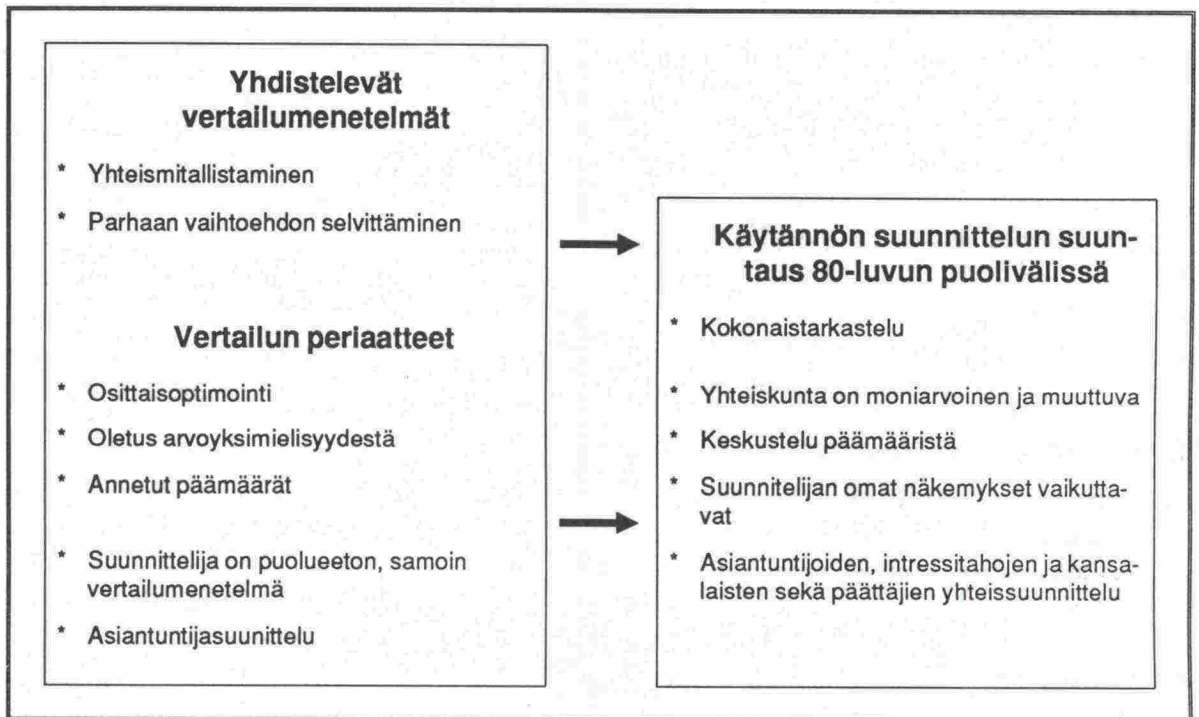 Yhdistelevät
vertailumenetelmät
* Yhteismitallistaminen
* Parhaan vaihtoehdon selvittäminen
Vertailun periaatteet
* Osittaisoptimointi
* Oletus arvoyksimielisyydestä
* Annetut päämäärät
* Suunnittelija on puolueeton, samoin
vertailumenetelmä
* Asiantuntijasuunittelu
Käytännön suunnittelun suun-
taus 80-luvun puolivälissä
* Kokonaistarkastelu
* Yhteiskunta on moniarvoinen ja muuttuva
* Keskustelu päämääristä
* Suunnitelijan omat näkemykset vaikutta-
vat
* Asiantuntijoiden, intressitahojen ja kansa-
laisten sekä päättäjien yhteissuunnittelu